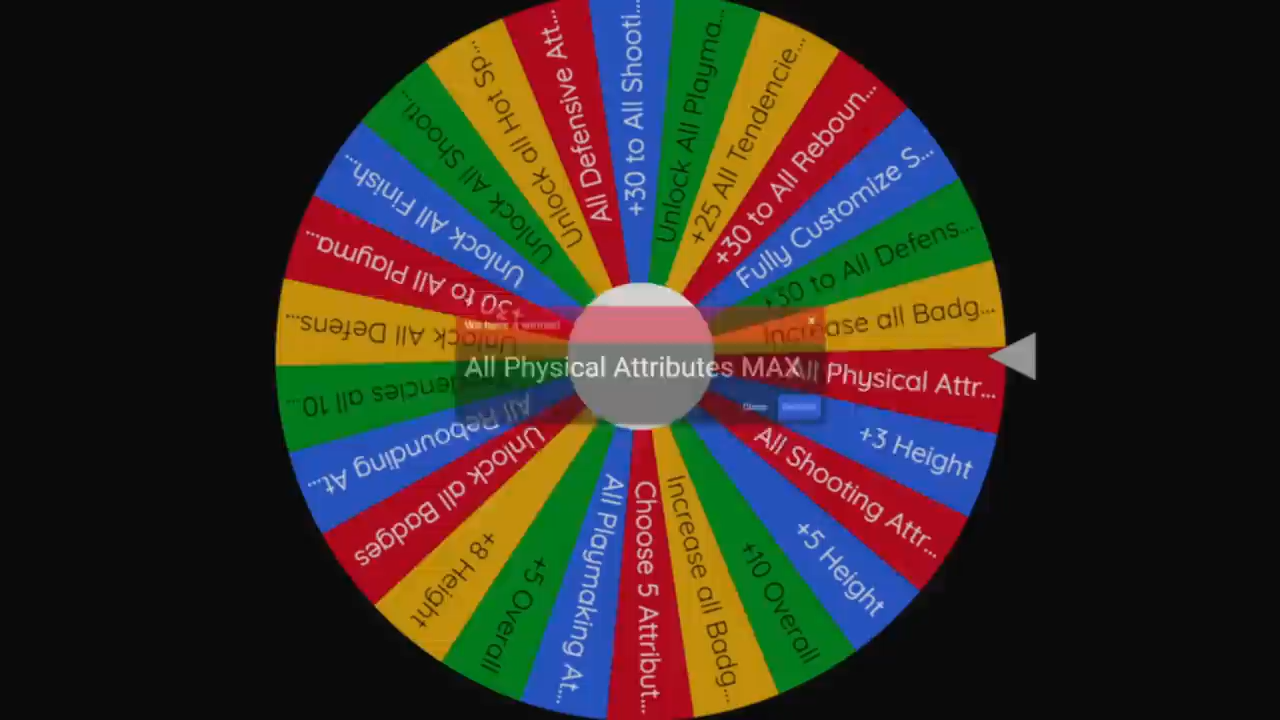 +30 to All Shooti...
Unlock All Playma...
+25 All Tendencie...
+30 to All Reboun...
Fully Customize S...
+30 to All Defens...
Increase all Badg...
All Physical Attr...
+3 Height
All Shooting Attr...
+5 Height
+10 Overall
Increase all Badg...
Choose 5 Attribut...
All Playmaking At...
+5 Overall
+8 Height
Unlock all Badges
All Rebounding At...
Tendencies all 10...
Unlock All Defens...
+30 to All Playma...
Unlock All Finish...
Unlock All Shooti...
Unlock all Hot Sp...
All Defensive Att...
We have a winner!
All Physical Attributes MAX
Close